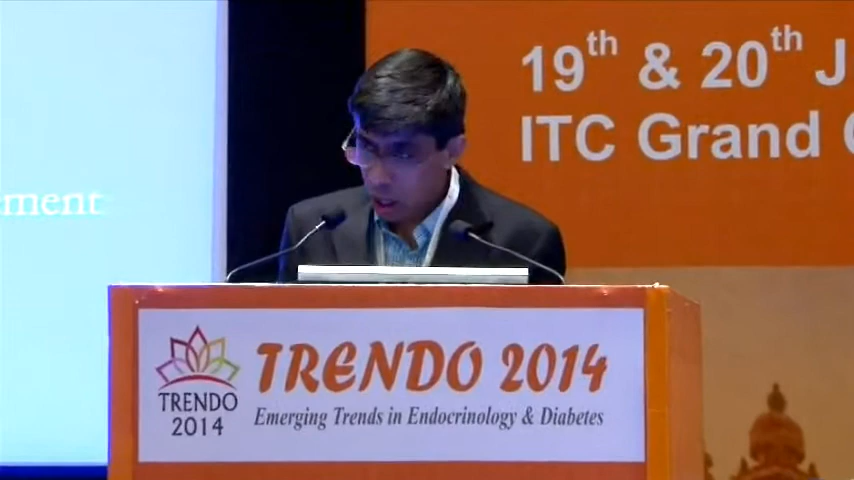 19th & 20th J
ITC Grand
ement
TRENDO 2014
Emerging Trends in Endocrinology & Diabetes
TRENDO
2014